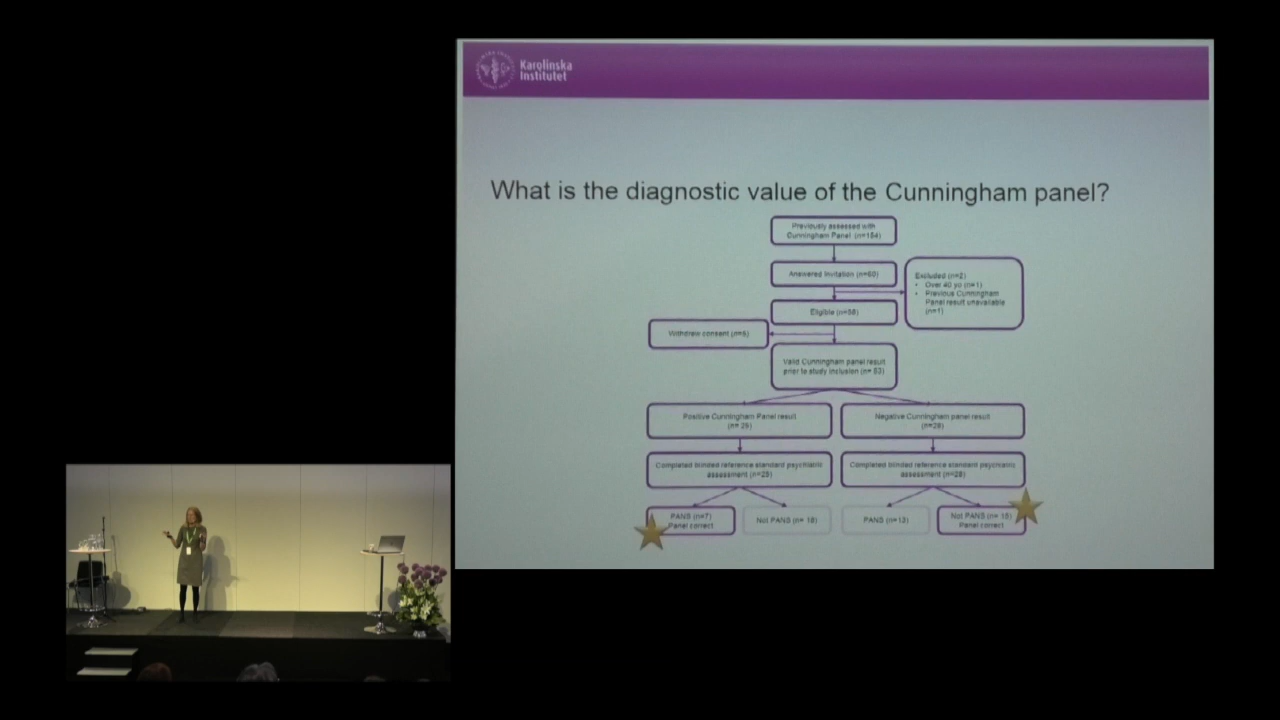 Karolinska
Institutet
What is the diagnostic value of the Cunningham panel?
Previously assessed with
Cunningham Panel (n=154)
Answered Invitation (n=60)
Excluded (n=2)
• Over 40 yo (n=1)
• Previous Cunningham
Panel result unavailable
(n=1)
Eligible (n=58)
Withdrew consent (n=5)
Valid Cunningham panel result
prior to study inclusion (n= 53)
Positive Cunningham Panel result
(n= 25)
Negative Cunningham panel result
(n=28)
Completed blinded reference standard psychiatric
assessment (n=25)
Completed blinded reference standard psychiatric
assessment (n=28)
PANS (n=7)
Panel correct
Not PANS (n= 18)
PANS (n=13)
Not PANS (n= 15)
Panel correct